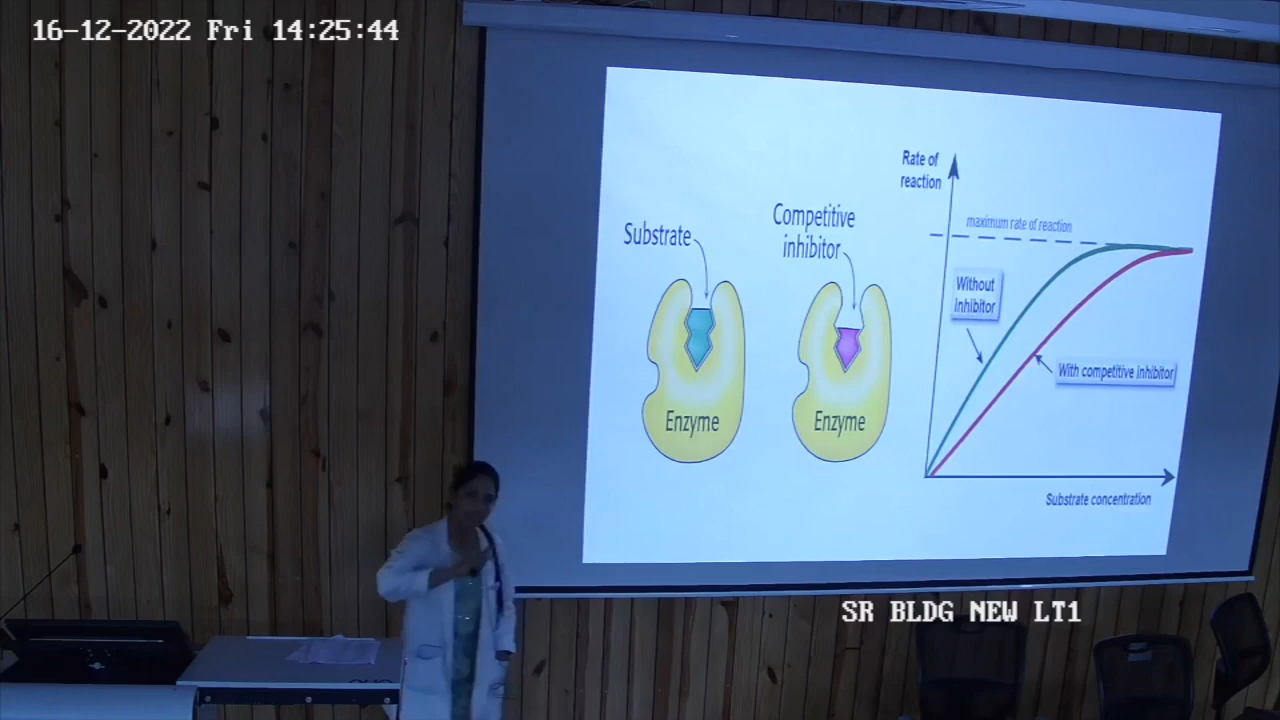 16-12-2022 Fri 14:25:44
Substrate
Enzyme
Competitive
inhibitor
Enzyme
Rate of
reaction
maximum rate of reaction
Without
inhibitor
With competitive inhibitor
Substrate concentration
SR BLDG NEW LT1